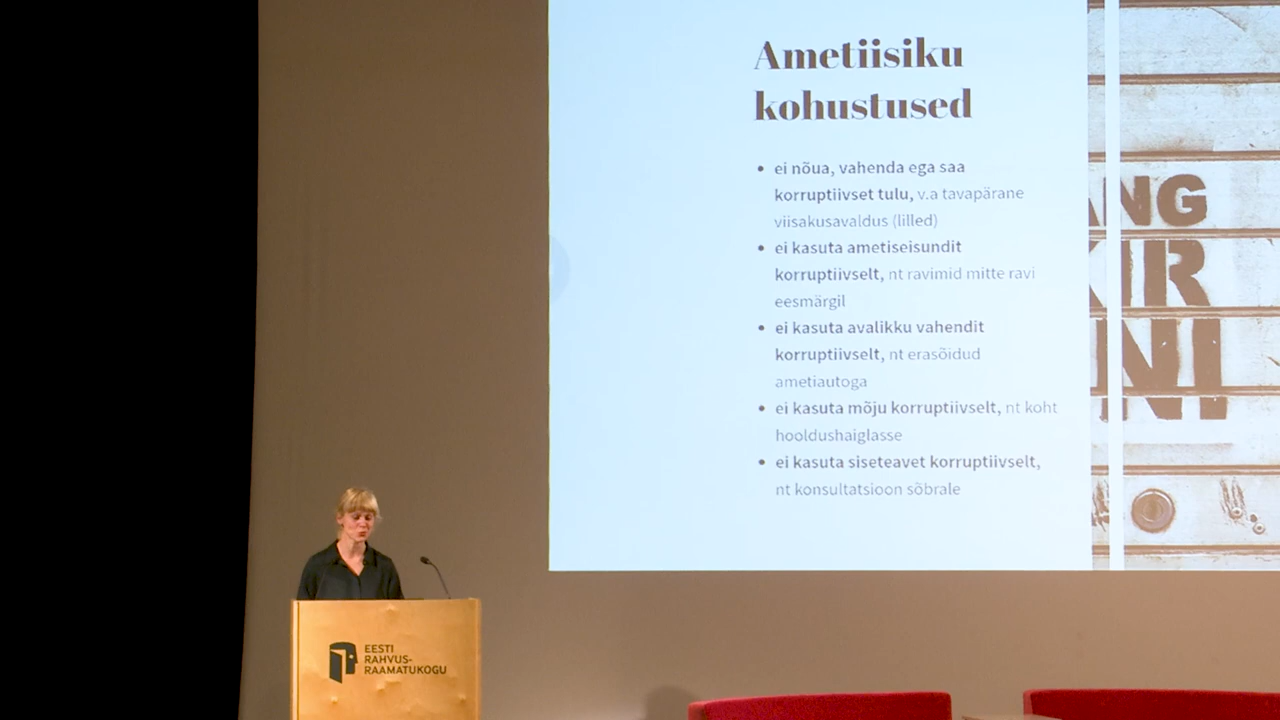 Ametiisiku
kohustused
• ei nõua, vahenda ega saa
korruptiivset tulu, v.a tavapärane
viisakusavaldus (lilled)
• ei kasuta ametiseisundit
korruptiivselt, nt ravimid mitte ravi
eesmärgil
• ei kasuta avalikku vahendit
korruptiivselt, nt erasõidud
ametiautoga
• ei kasuta mõju korruptiivselt, nt koht
hooldushaiglasse
• ei kasuta siseteavet korruptiivselt,
nt konsultatsioon sõbrale
ANG
KIR
NI
EESTI
RAHVUS-
RAAMATUKOGU